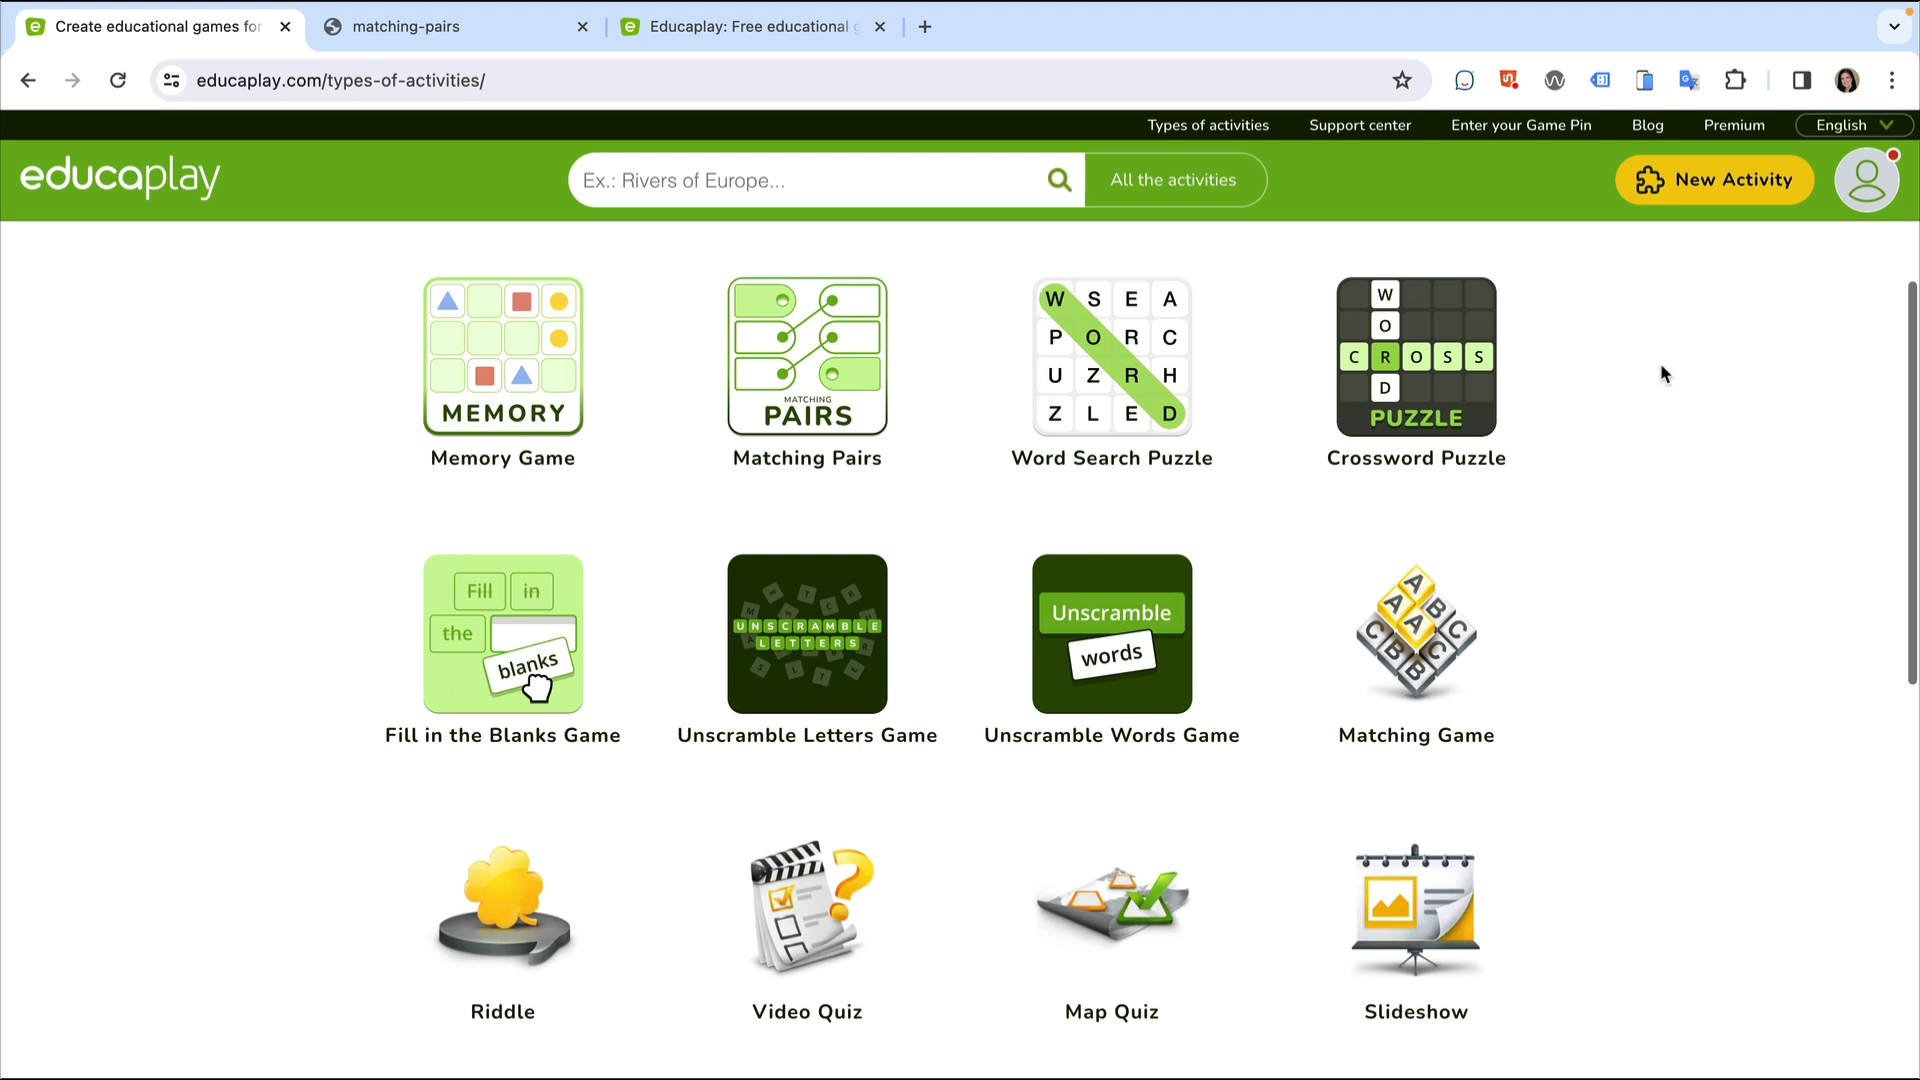 Create educational games for
matching-pairs
Educaplay: Free educational g
educaplay.com/types-of-activities/
Types of activities
Support center
Enter your Game Pin
Blog
Premium
English
educaplay
Ex.: Rivers of Europe...
All the activities
New Activity
MEMORY
Memory Game
MATCHING
PAIRS
Matching Pairs
W S E A
P O R C
U Z R H
Z L E D
Word Search Puzzle
W
O
C R O S S
D
PUZZLE
Crossword Puzzle
Fill in
the
blanks
Fill in the Blanks Game
UNSCRAMBLE
LETTERS
Unscramble Letters Game
Unscramble
words
Unscramble Words Game
A
A B
C A C
B C
B
Matching Game
Riddle
Video Quiz
Map Quiz
Slideshow